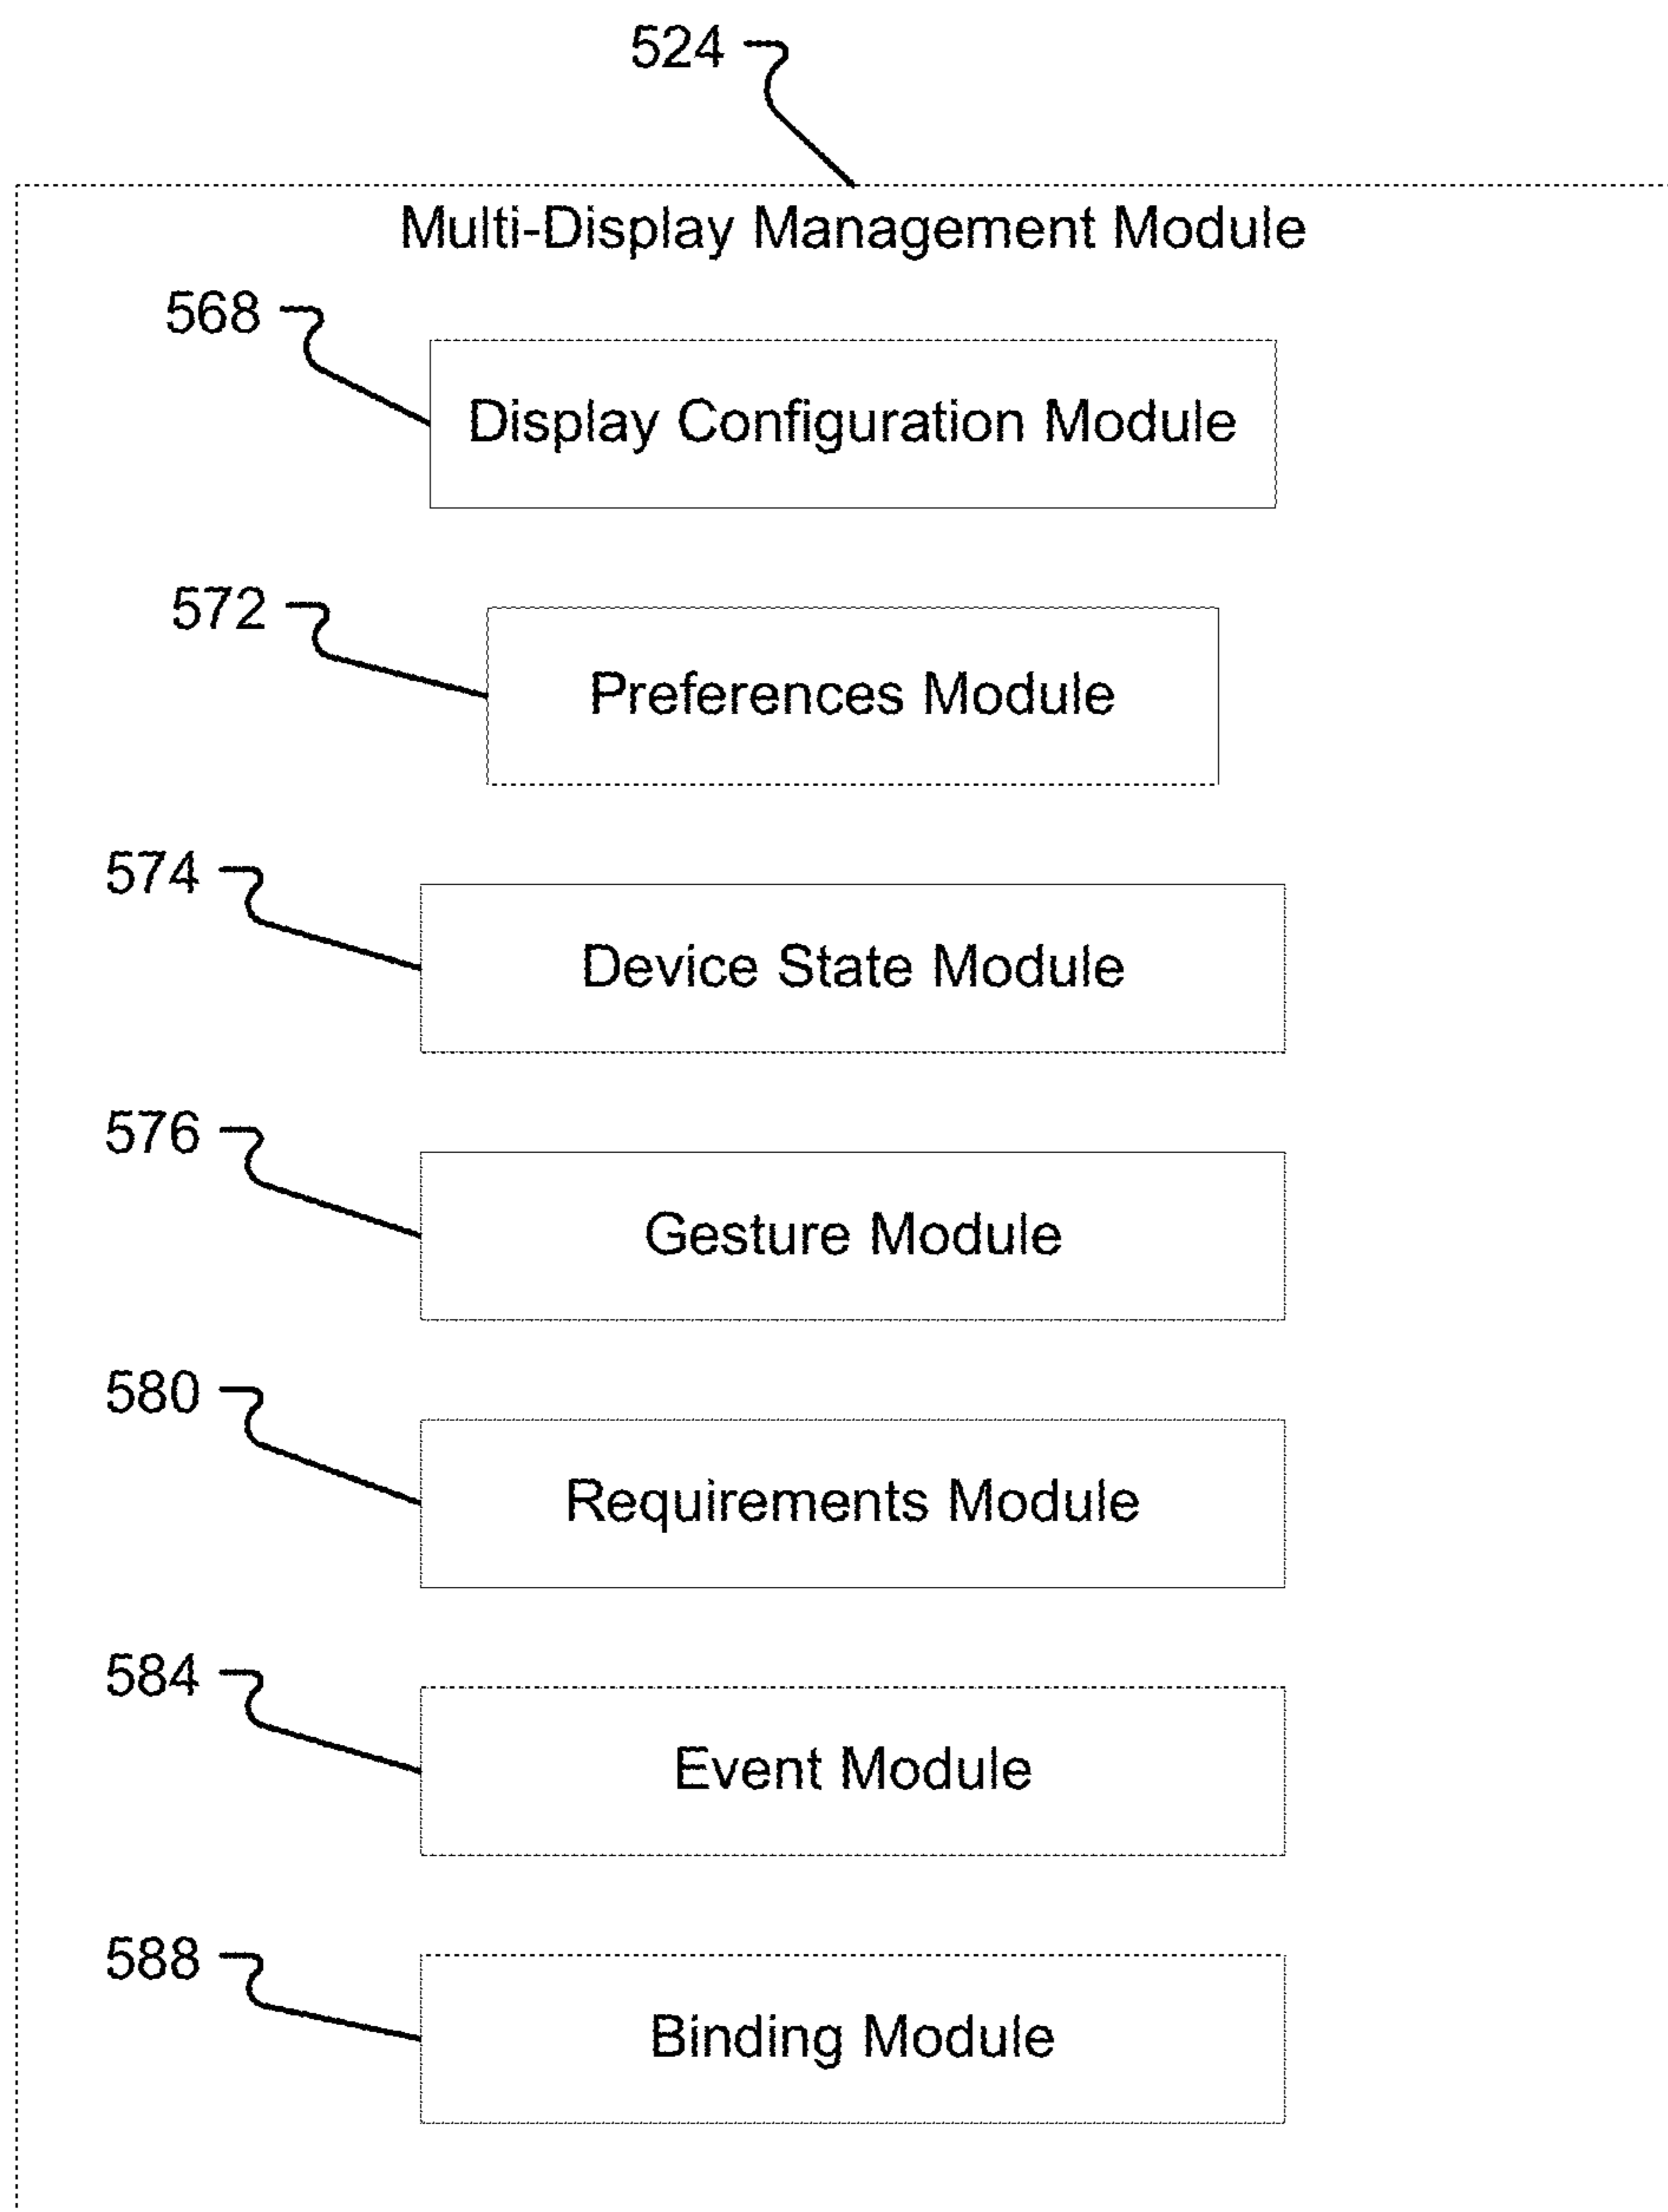 524
Multi-Display Management Module
568
Display Configuration Module
572
Preferences Module
574
Device State Module
576
Gesture Module
580
Requirements Module
584
Event Module
588
Binding Module